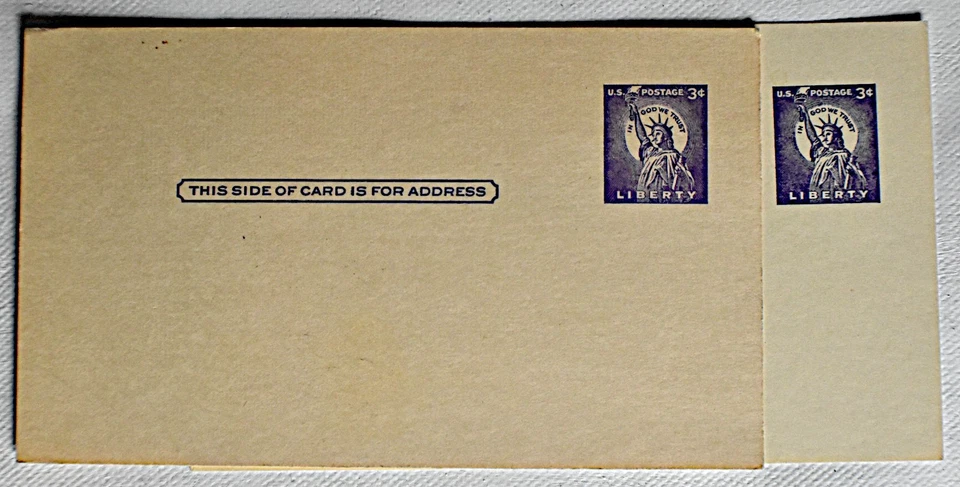 U.S. POSTAGE 3¢
IN GOD WE TRUST
LIBERTY
THIS SIDE OF CARD IS FOR ADDRESS
U.S. POSTAGE 3¢
IN GOD WE TRUST
LIBERTY